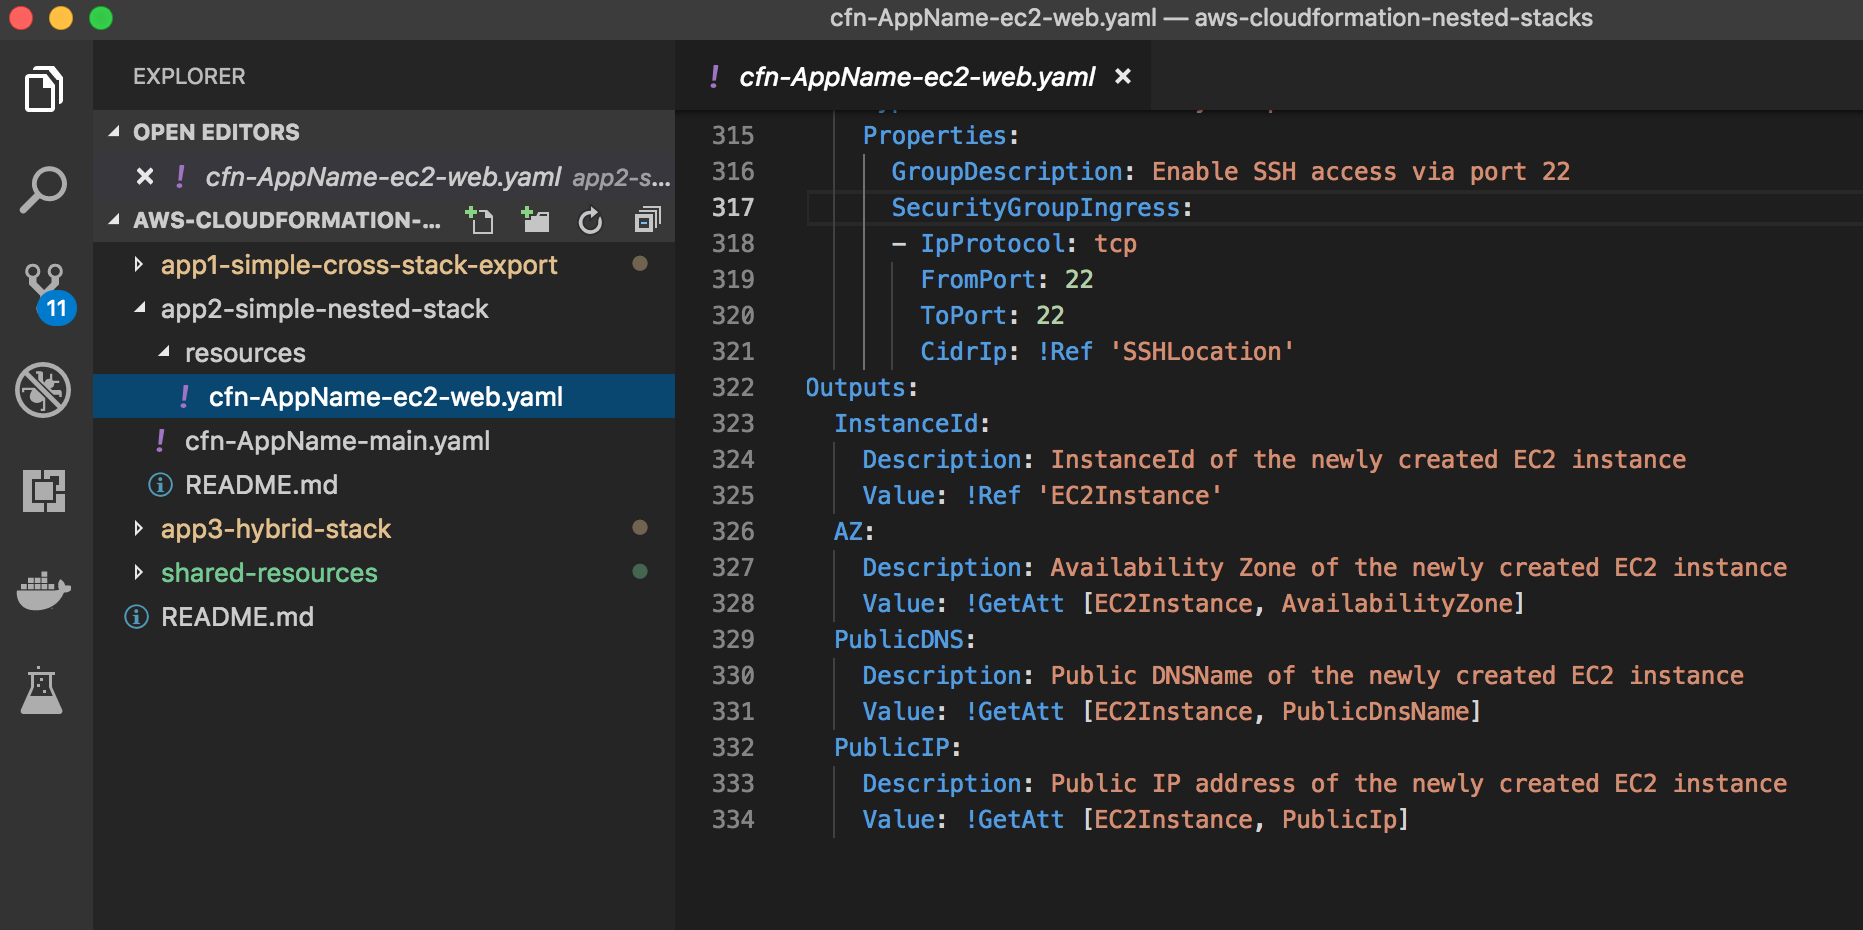 cfn-AppName-ec2-web.yaml — aws-cloudformation-nested-stacks
EXPLORER
OPEN EDITORS
cfn-AppName-ec2-web.yaml app2-s...
AWS-CLOUDFORMATION-...
app1-simple-cross-stack-export
app2-simple-nested-stack
resources
cfn-AppName-ec2-web.yaml
cfn-AppName-main.yaml
README.md
app3-hybrid-stack
shared-resources
README.md
11
cfn-AppName-ec2-web.yaml
315 Properties:
316 GroupDescription: Enable SSH access via port 22
317 SecurityGroupIngress:
318 - IpProtocol: tcp
319 FromPort: 22
320 ToPort: 22
321 CidrIp: !Ref 'SSHLocation'
322 Outputs:
323 InstanceId:
324 Description: InstanceId of the newly created EC2 instance
325 Value: !Ref 'EC2Instance'
326 AZ:
327 Description: Availability Zone of the newly created EC2 instance
328 Value: !GetAtt [EC2Instance, AvailabilityZone]
329 PublicDNS:
330 Description: Public DNSName of the newly created EC2 instance
331 Value: !GetAtt [EC2Instance, PublicDnsName]
332 PublicIP:
333 Description: Public IP address of the newly created EC2 instance
334 Value: !GetAtt [EC2Instance, PublicIp]